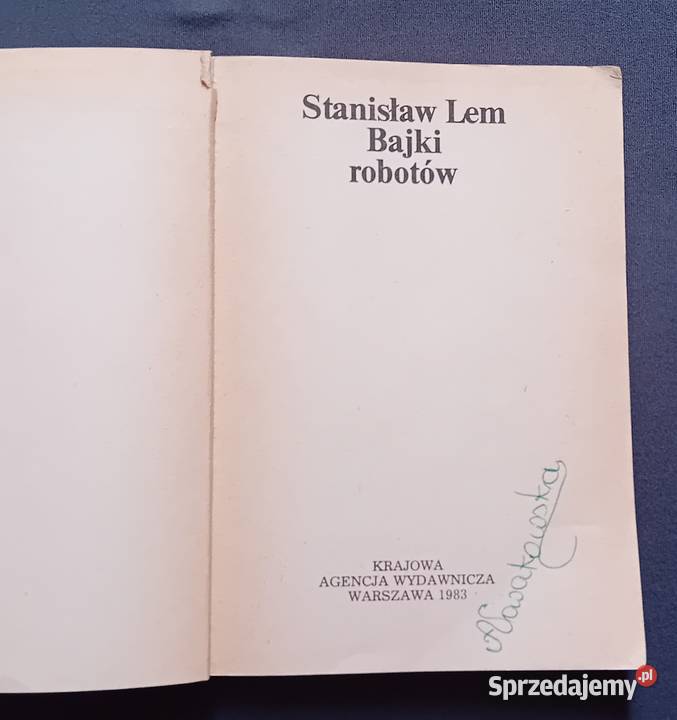 Stanisław Lem
Bajki
robotów
KRAJOWA
AGENCJA WYDAWNICZA
WARSZAWA 1983
Sprzedajemy.pl